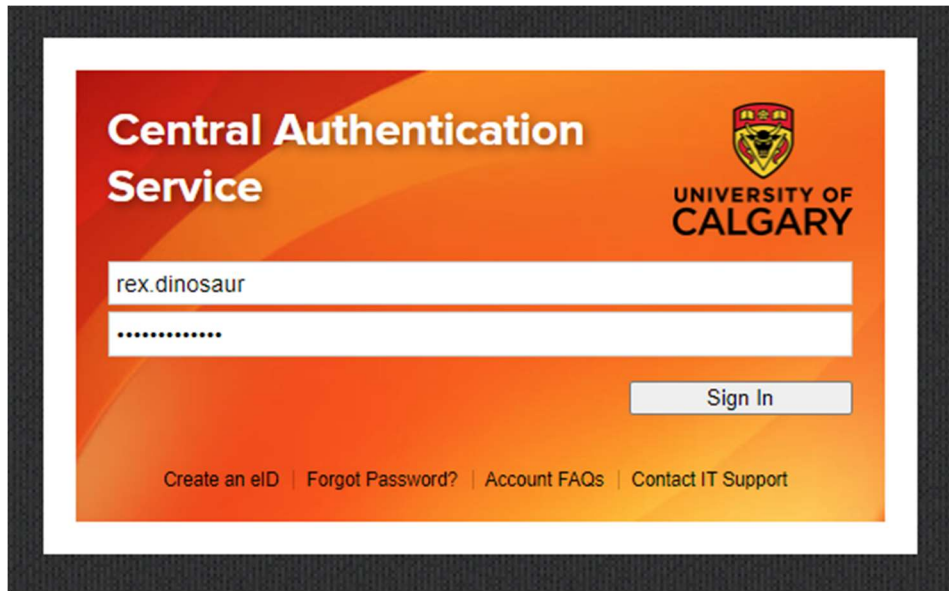 Central Authentication
Service
UNIVERSITY OF
CALGARY
rex.dinosaur
•••••••••••••
Sign In
Create an eID | Forgot Password? | Account FAQs | Contact IT Support